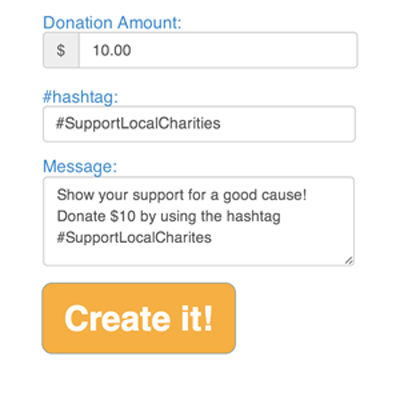 Donation Amount:
$ 10.00
#hashtag:
#SupportLocalCharities
Message:
Show your support for a good cause!
Donate $10 by using the hashtag
#SupportLocalCharites
Create it!